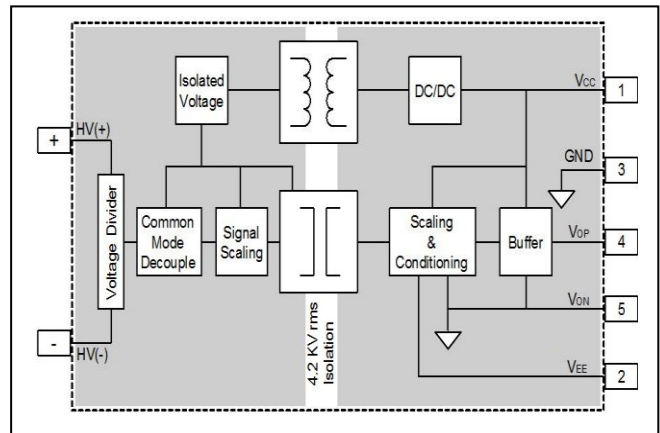 Isolated
Voltage
DC/DC
VCC
1
+
HV(+)
GND
3
Voltage Divider
Common
Mode
Decouple
Signal
Scaling
Scaling
&
Conditioning
Buffer
VOP
4
VON
5
-
HV(-)
4.2 KV rms
Isolation
VEE
2